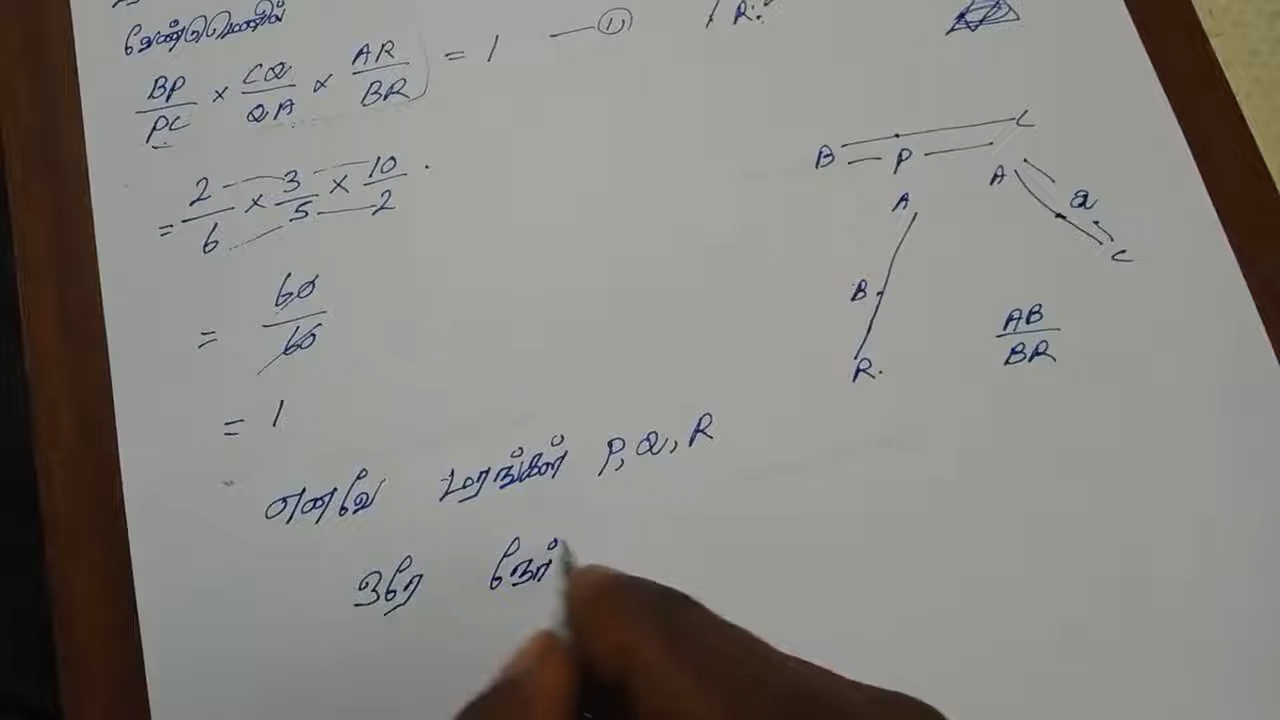 வேண்டுமெனில்
BP/PC × CQ/QA × AR/BR = 1 — (1)
= 2/6 × 3/5 × 10/2
= 60/60
= 1
எனவே மரங்கள் P, Q, R
ஒரே நேர்
R.
B P C
A Q C
A
B
R.
AB/BR